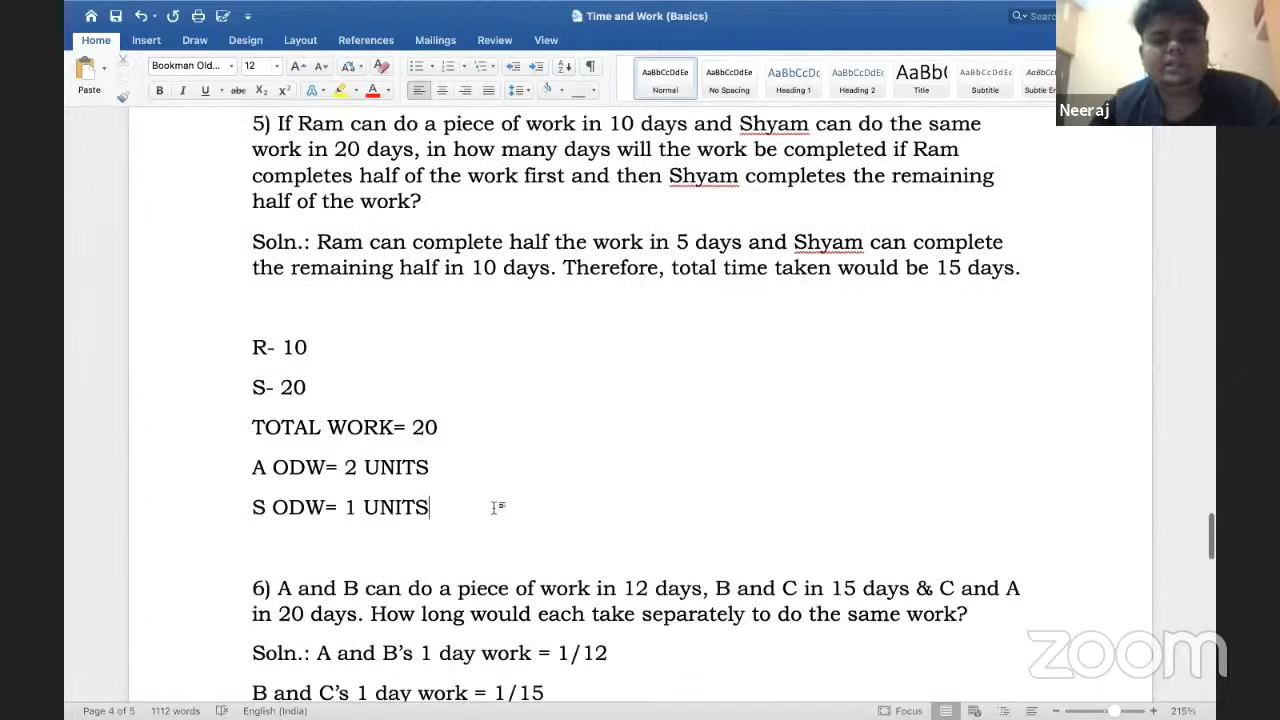 Time and Work (Basics)
Home Insert Draw Design Layout References Mailings Review View
Bookman Old... 12
Paste
AaBbCcDdEe AaBbCcDdEe AaBbCcDc AaBbCcDdEe AaBb( AaBbCcDdEe
Normal No Spacing Heading 1 Heading 2 Title Subtitle
Neeraj
5) If Ram can do a piece of work in 10 days and Shyam can do the same
work in 20 days, in how many days will the work be completed if Ram
completes half of the work first and then Shyam completes the remaining
half of the work?
Soln.: Ram can complete half the work in 5 days and Shyam can complete
the remaining half in 10 days. Therefore, total time taken would be 15 days.
R- 10
S- 20
TOTAL WORK= 20
A ODW= 2 UNITS
S ODW= 1 UNITS
6) A and B can do a piece of work in 12 days, B and C in 15 days & C and A
in 20 days. How long would each take separately to do the same work?
Soln.: A and B's 1 day work = 1/12
B and C's 1 day work = 1/15
zoom
Page 4 of 5 1112 words English (India) Focus 215%